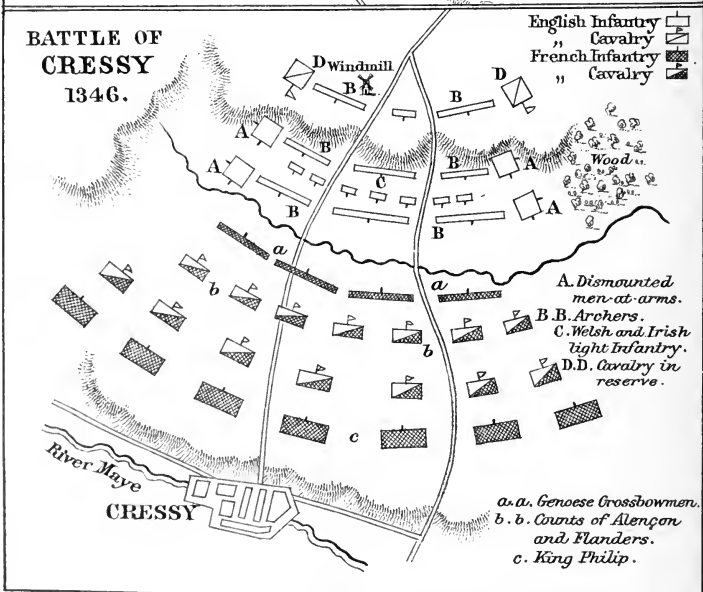 BATTLE OF
CRESSY
1346.
English Infantry
„ Cavalry
French Infantry
„ Cavalry
D Windmill
B
B
D
A
B
A
B
C
B
A
B
A
Wood
a
a
b
b
c
A. Dismounted
men-at-arms.
B.B. Archers.
C. Welsh and Irish
light Infantry.
D.D. Cavalry in
reserve.
River Maye
CRESSY
a.a. Genoese Crossbowmen.
b.b. Counts of Alençon
and Flanders.
c. King Philip.